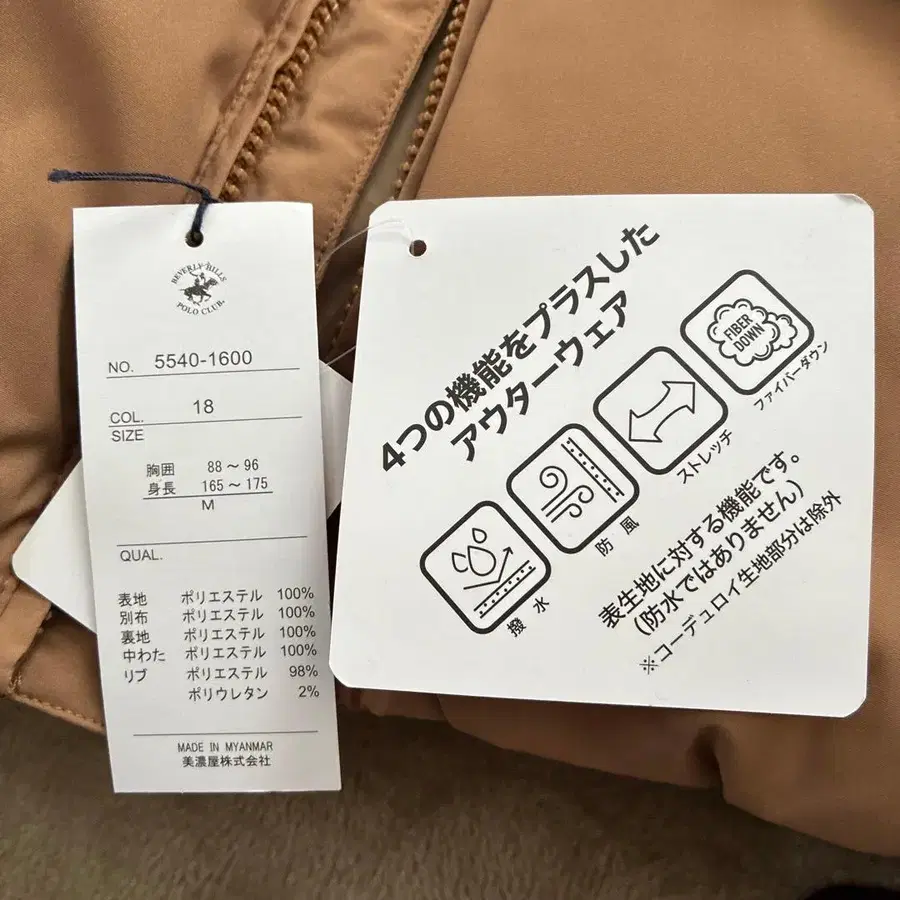 BEVERLY HILLS
POLO CLUB
NO. 5540-1600
COL. 18
SIZE
胸囲 88～96
身長 165～175
M
QUAL.
表地 ポリエステル 100%
別布 ポリエステル 100%
裏地 ポリエステル 100%
中わた ポリエステル 100%
リブ ポリエステル 98%
ポリウレタン 2%
MADE IN MYANMAR
美濃屋株式会社
4つの機能をプラスした
アウターウェア
撥水
防風
ストレッチ
FIBER
DOWN
ファイバーダウン
表生地に対する機能です。
(防水ではありません)
※コーデュロイ生地部分は除外